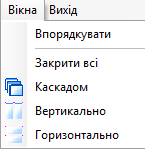 Вікна Вихід
Впорядкувати
Закрити всі
Каскадом
Вертикально
Горизонтально